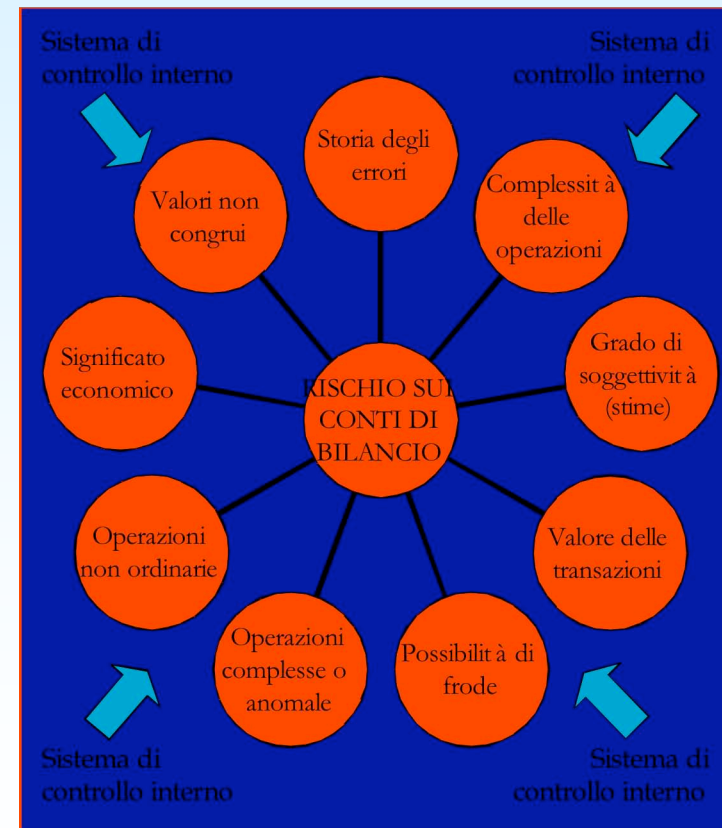 Sistema di
controllo interno
Sistema di
controllo interno
Storia degli
errori
Valori non
congrui
Complessit à
delle
operazioni
Significato
economico
Grado di
soggettivit à
(stime)
RISCHIO SUI
CONTI DI
BILANCIO
Operazioni
non ordinarie
Valore delle
transazioni
Operazioni
complesse o
anomale
Possibilit à di
frode
Sistema di
controllo interno
Sistema di
controllo interno